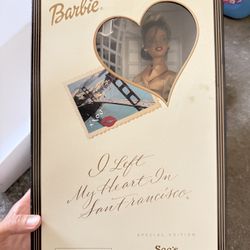 Barbie®
I Left
My Heart In
San Francisco®
SPECIAL EDITION
See's